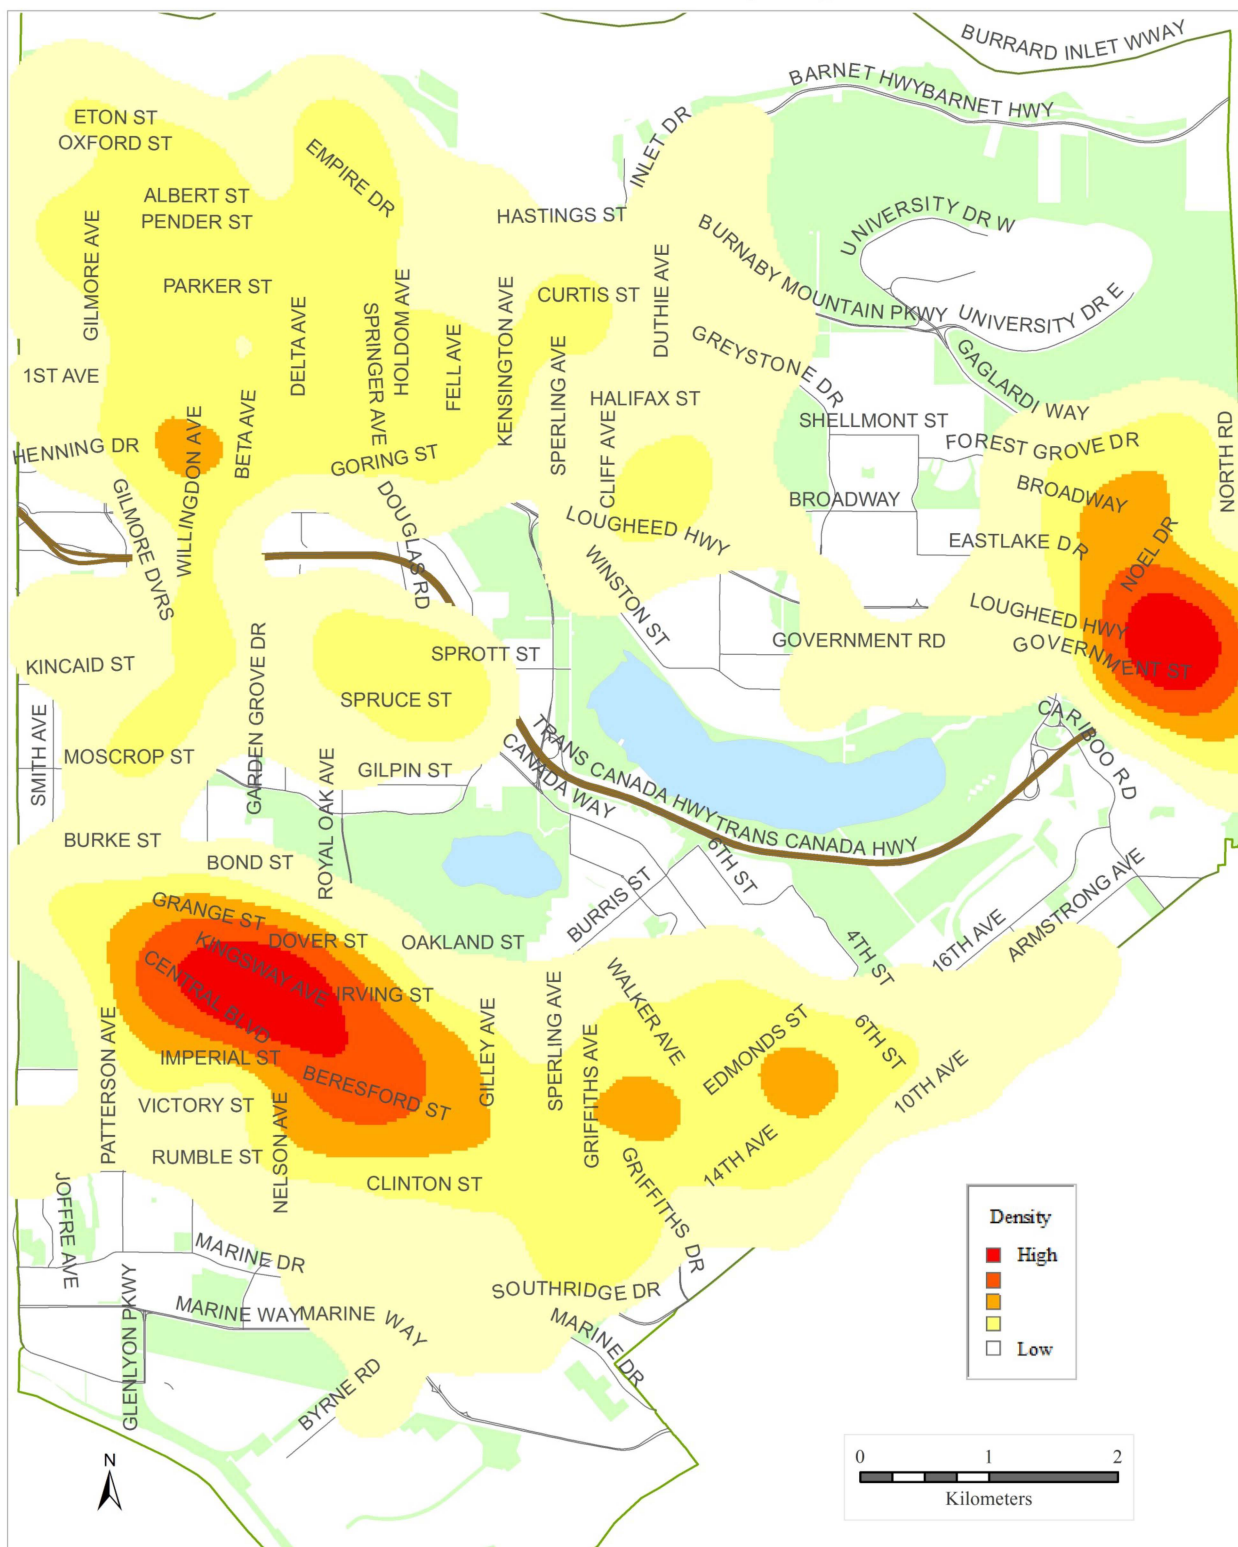 BURRARD INLET WWAY
BARNET HWYBARNET HWY
ETON ST
OXFORD ST
INLET DR
EMPIRE DR
ALBERT ST
PENDER ST
HASTINGS ST
UNIVERSITY DR W
GILMORE AVE
BURNABY MOUNTAIN PKWY
PARKER ST
CURTIS ST
DUTHIE AVE
UNIVERSITY DR E
DELTA AVE
SPRINGER AVE
HOLDOM AVE
FELL AVE
KENSINGTON AVE
SPERLING AVE
GREYSTONE DR
GAGLARDI WAY
1ST AVE
HALIFAX ST
SHELLMONT ST
HENNING DR
WILLINGDON AVE
BETA AVE
GORING ST
CLIFF AVE
FOREST GROVE DR
NORTH RD
BROADWAY
BROADWAY
GILMORE DVRS
DOUGLAS RD
LOUGHEED HWY
EASTLAKE DR
NOEL DR
WINSTON ST
LOUGHEED HWY
KINCAID ST
GARDEN GROVE DR
SPROTT ST
GOVERNMENT RD
GOVERNMENT ST
SPRUCE ST
SMITH AVE
MOSCROP ST
ROYAL OAK AVE
GILPIN ST
CANADA WAY
TRANS CANADA HWYTRANS CANADA HWY
CARIBOO RD
BURKE ST
BOND ST
6TH ST
BURRIS ST
GRANGE ST
DOVER ST
OAKLAND ST
4TH ST
16TH AVE
ARMSTRONG AVE
KINGSWAY AVE
CENTRAL BLVD
IRVING ST
WALKER AVE
PATTERSON AVE
IMPERIAL ST
BERESFORD ST
GILLEY AVE
SPERLING AVE
GRIFFITHS AVE
EDMONDS ST
6TH ST
10TH AVE
VICTORY ST
NELSON AVE
RUMBLE ST
CLINTON ST
14TH AVE
GRIFFITHS DR
JOFFRE AVE
MARINE DR
SOUTHRIDGE DR
GLENLYON PKWY
MARINE WAYMARINE WAY
MARINE DR
BYRNE RD
Density
High
Low
N
0 1 2
Kilometers